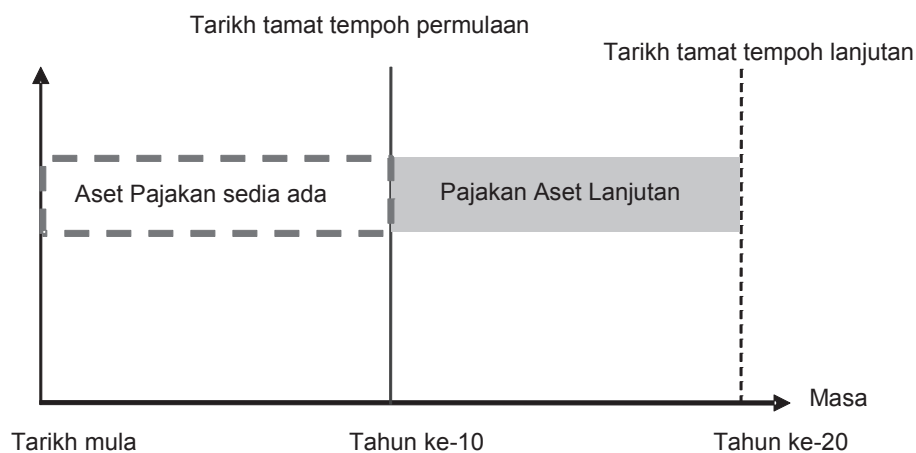 Tarikh tamat tempoh permulaan
Tarikh tamat tempoh lanjutan
Aset Pajakan sedia ada
Pajakan Aset Lanjutan
Masa
Tarikh mula
Tahun ke-10
Tahun ke-20